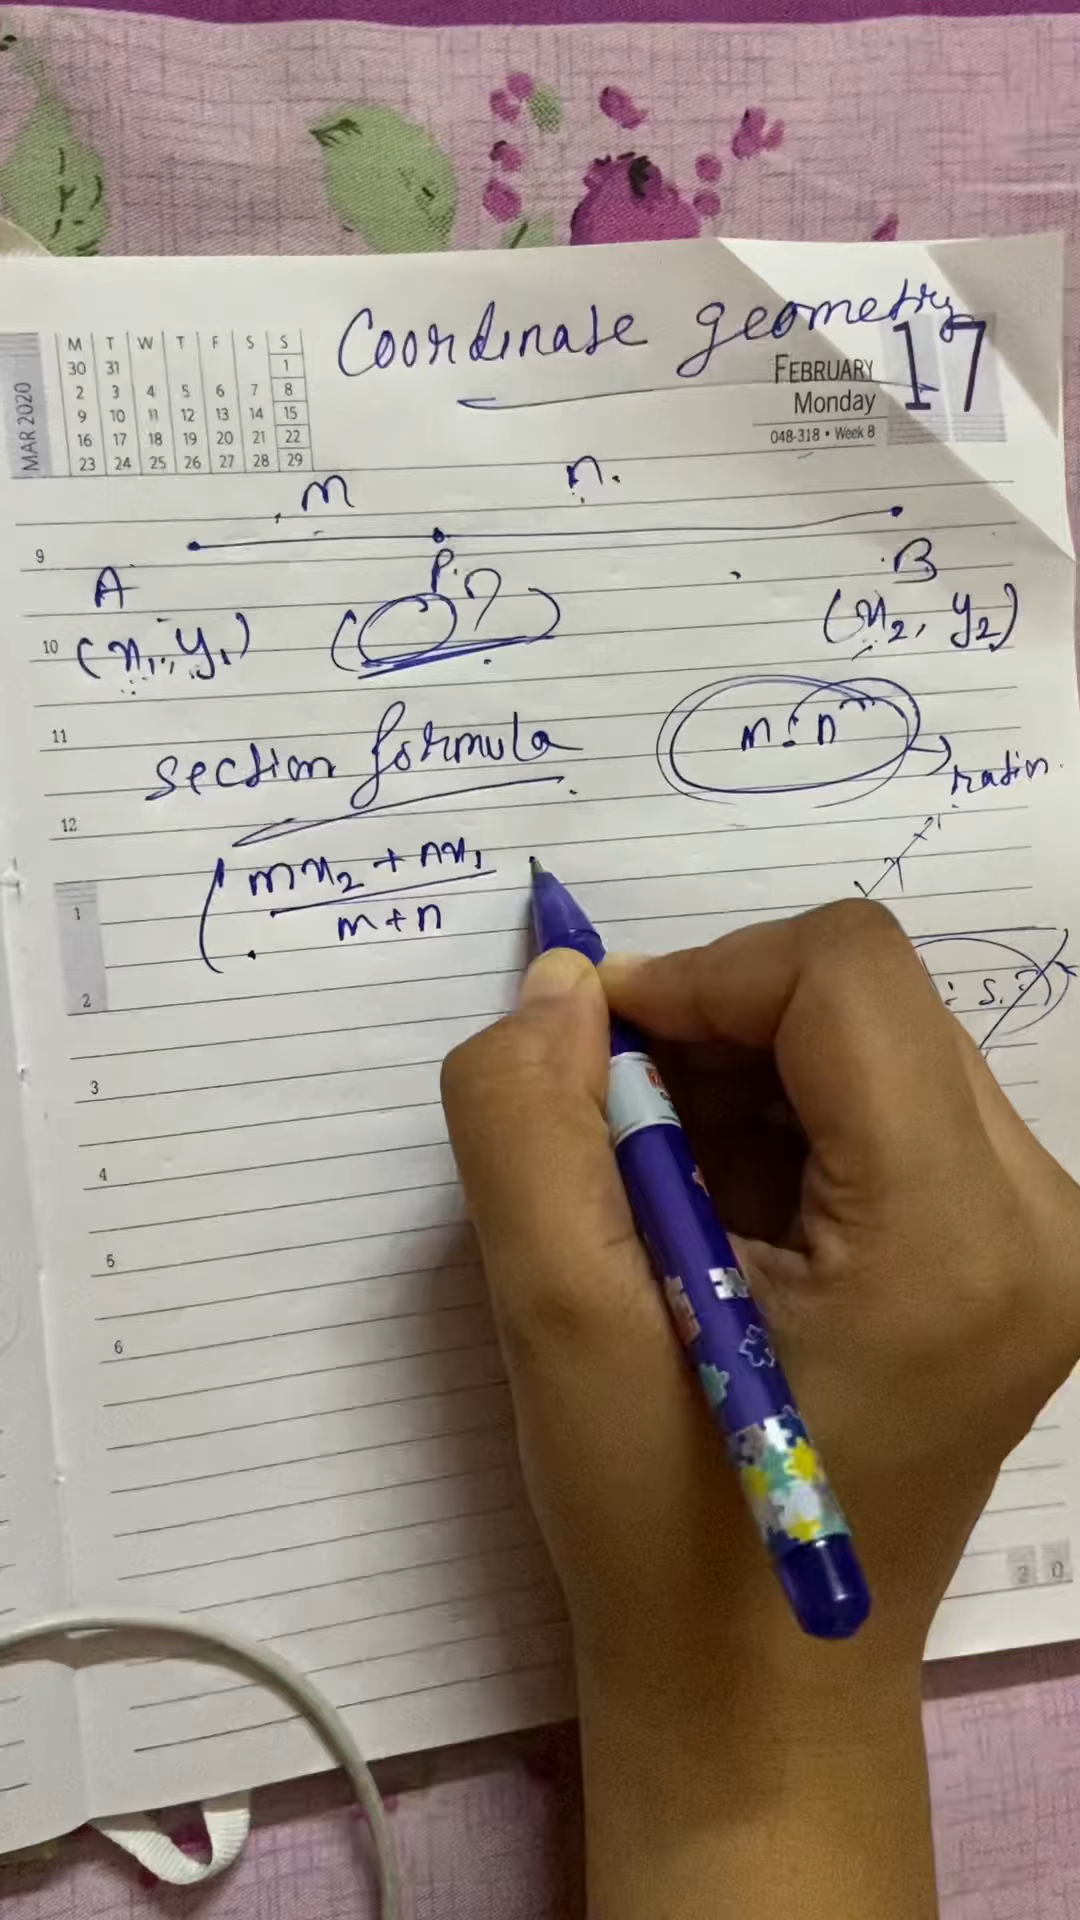 Coordinate geometry
MAR 2020
M T W T F S S
30 31 1
2 3 4 5 6 7 8
9 10 11 12 13 14 15
16 17 18 19 20 21 22
23 24 25 26 27 28 29
FEBRUARY 17
Monday
048-318 • Week 8
m n.
9
A P. B
10 (x₁, y₁) ( ? ) (x₂, y₂)
11
section formula m:n
ratio.
12
( mx₂ + nx₁
1 m + n
: s.
2
3
4
5
6
2 0